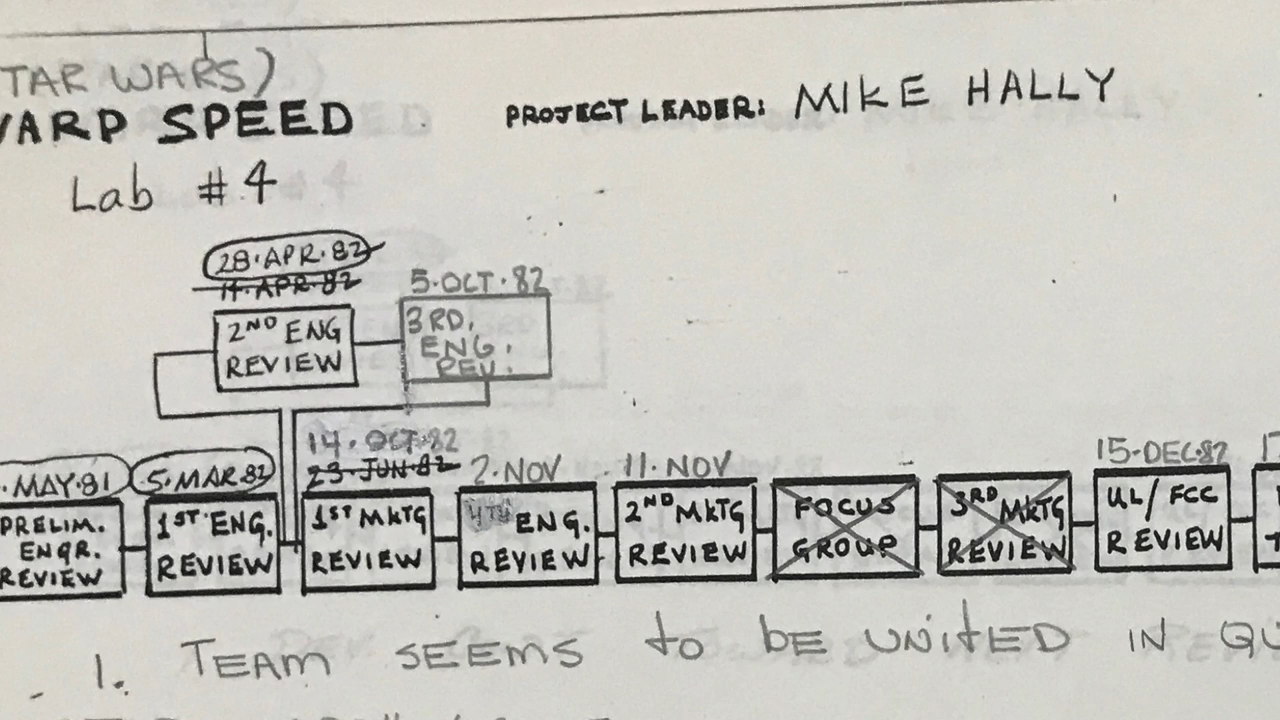 TAR WARS)
WARP SPEED
PROJECT LEADER: MIKE HALLY
Lab #4
28·APR·82
14·APR·82
2ND ENG
REVIEW
5·OCT·82
3RD.
ENG.
REV.
·MAY·81
PRELIM.
ENGR.
REVIEW
5·MAR·82
1ST ENG.
REVIEW
14·OCT·82
23·JUN·82
1ST MKTG
REVIEW
2·NOV
4TH ENG.
REVIEW
11·NOV
2ND MKTG
REVIEW
FOCUS
GROUP
3RD MKTG
REVIEW
15·DEC·82
UL/FCC
REVIEW
1. TEAM SEEMS to bE UNitED IN QU